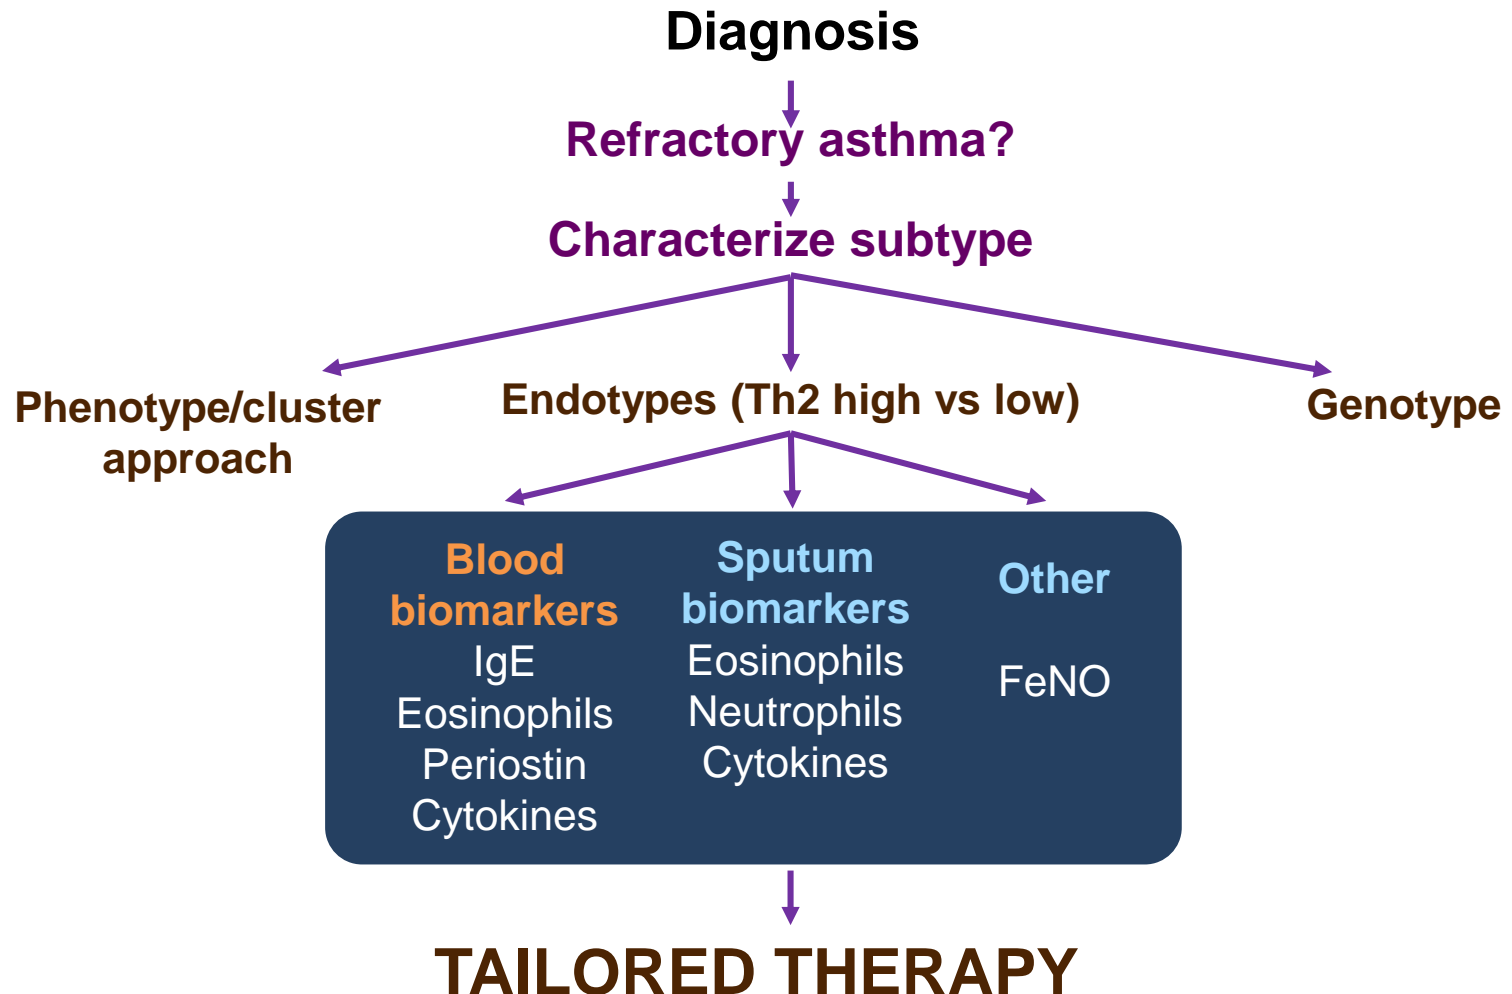 Diagnosis
Refractory asthma?
Characterize subtype
Phenotype/cluster
approach
Endotypes (Th2 high vs low)
Genotype
Blood
biomarkers
IgE
Eosinophils
Periostin
Cytokines
Sputum
biomarkers
Eosinophils
Neutrophils
Cytokines
Other
FeNO
TAILORED THERAPY